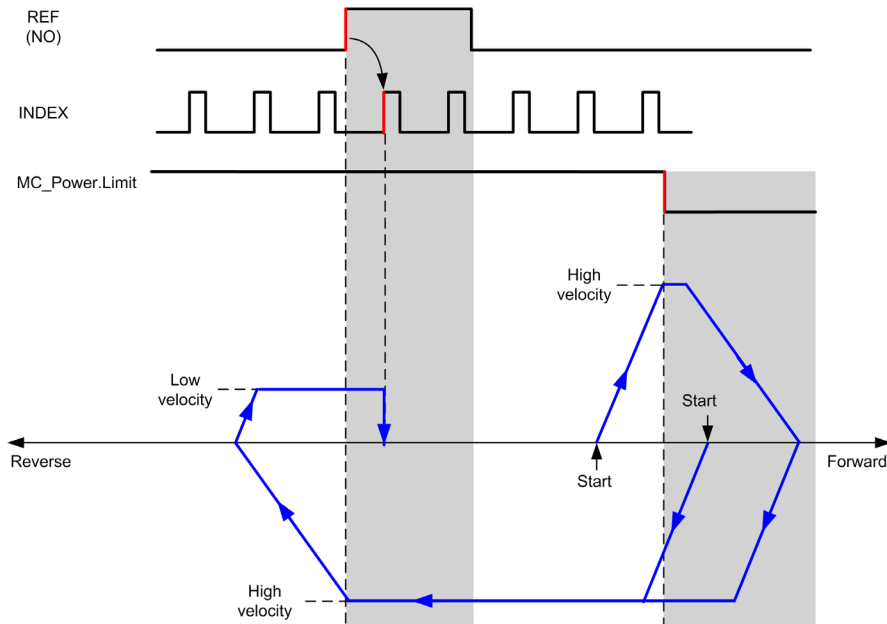 REF
(NO)
INDEX
MC_Power.Limit
High
velocity
Low
velocity
Start
Reverse
Start
Forward
High
velocity